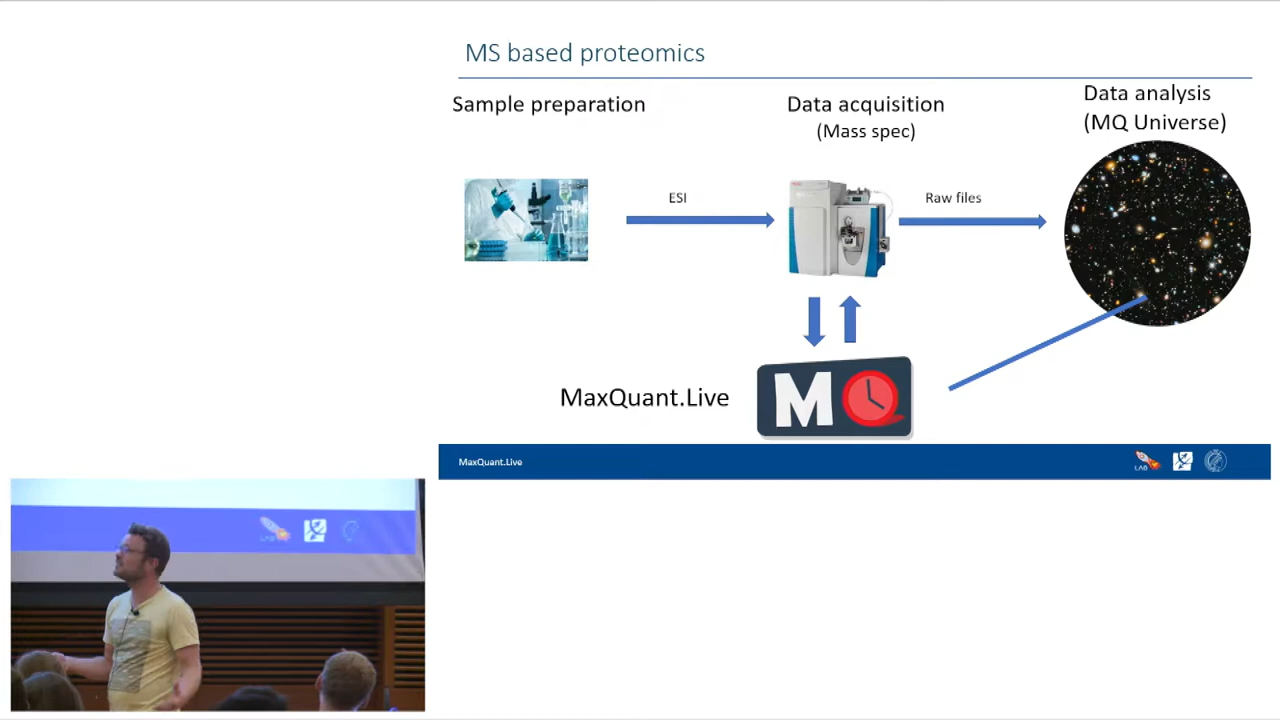 MS based proteomics
Sample preparation
Data acquisition
(Mass spec)
Data analysis
(MQ Universe)
ESI
Raw files
MaxQuant.Live
MQ
MaxQuant.Live
LAB